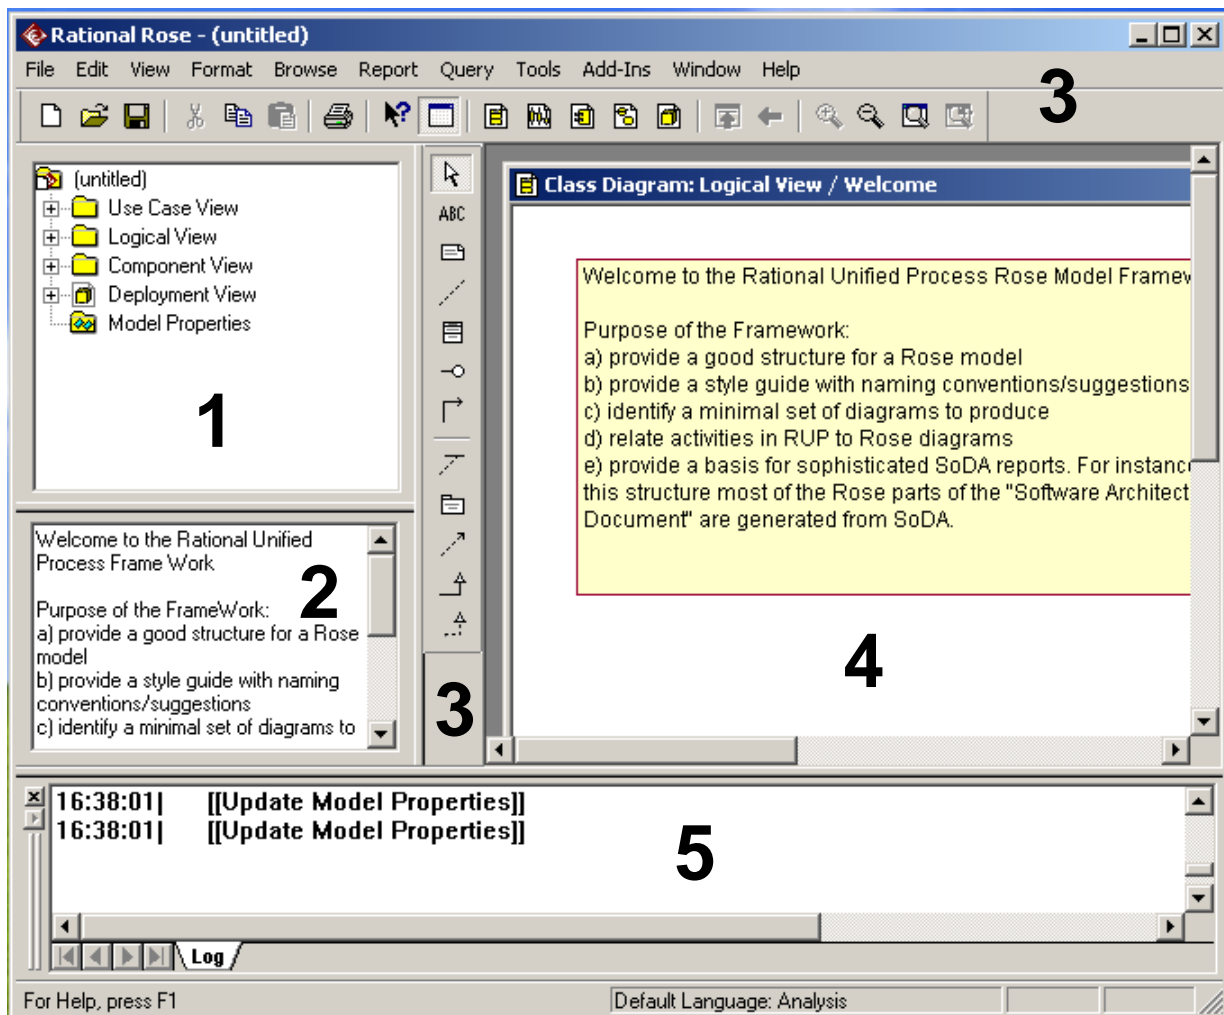 Rational Rose - (untitled)
File Edit View Format Browse Report Query Tools Add-Ins Window Help
3
(untitled)
Use Case View
Logical View
Component View
Deployment View
Model Properties
1
Welcome to the Rational Unified
Process Frame Work
Purpose of the FrameWork:
a) provide a good structure for a Rose
model
b) provide a style guide with naming
conventions/suggestions
c) identify a minimal set of diagrams to
2
ABC
3
Class Diagram: Logical View / Welcome
Welcome to the Rational Unified Process Rose Model Framew
Purpose of the Framework:
a) provide a good structure for a Rose model
b) provide a style guide with naming conventions/suggestions
c) identify a minimal set of diagrams to produce
d) relate activities in RUP to Rose diagrams
e) provide a basis for sophisticated SoDA reports. For instanc
this structure most of the Rose parts of the "Software Architect
Document" are generated from SoDA.
4
16:38:01| [[Update Model Properties]]
16:38:01| [[Update Model Properties]]
5
Log
For Help, press F1
Default Language: Analysis